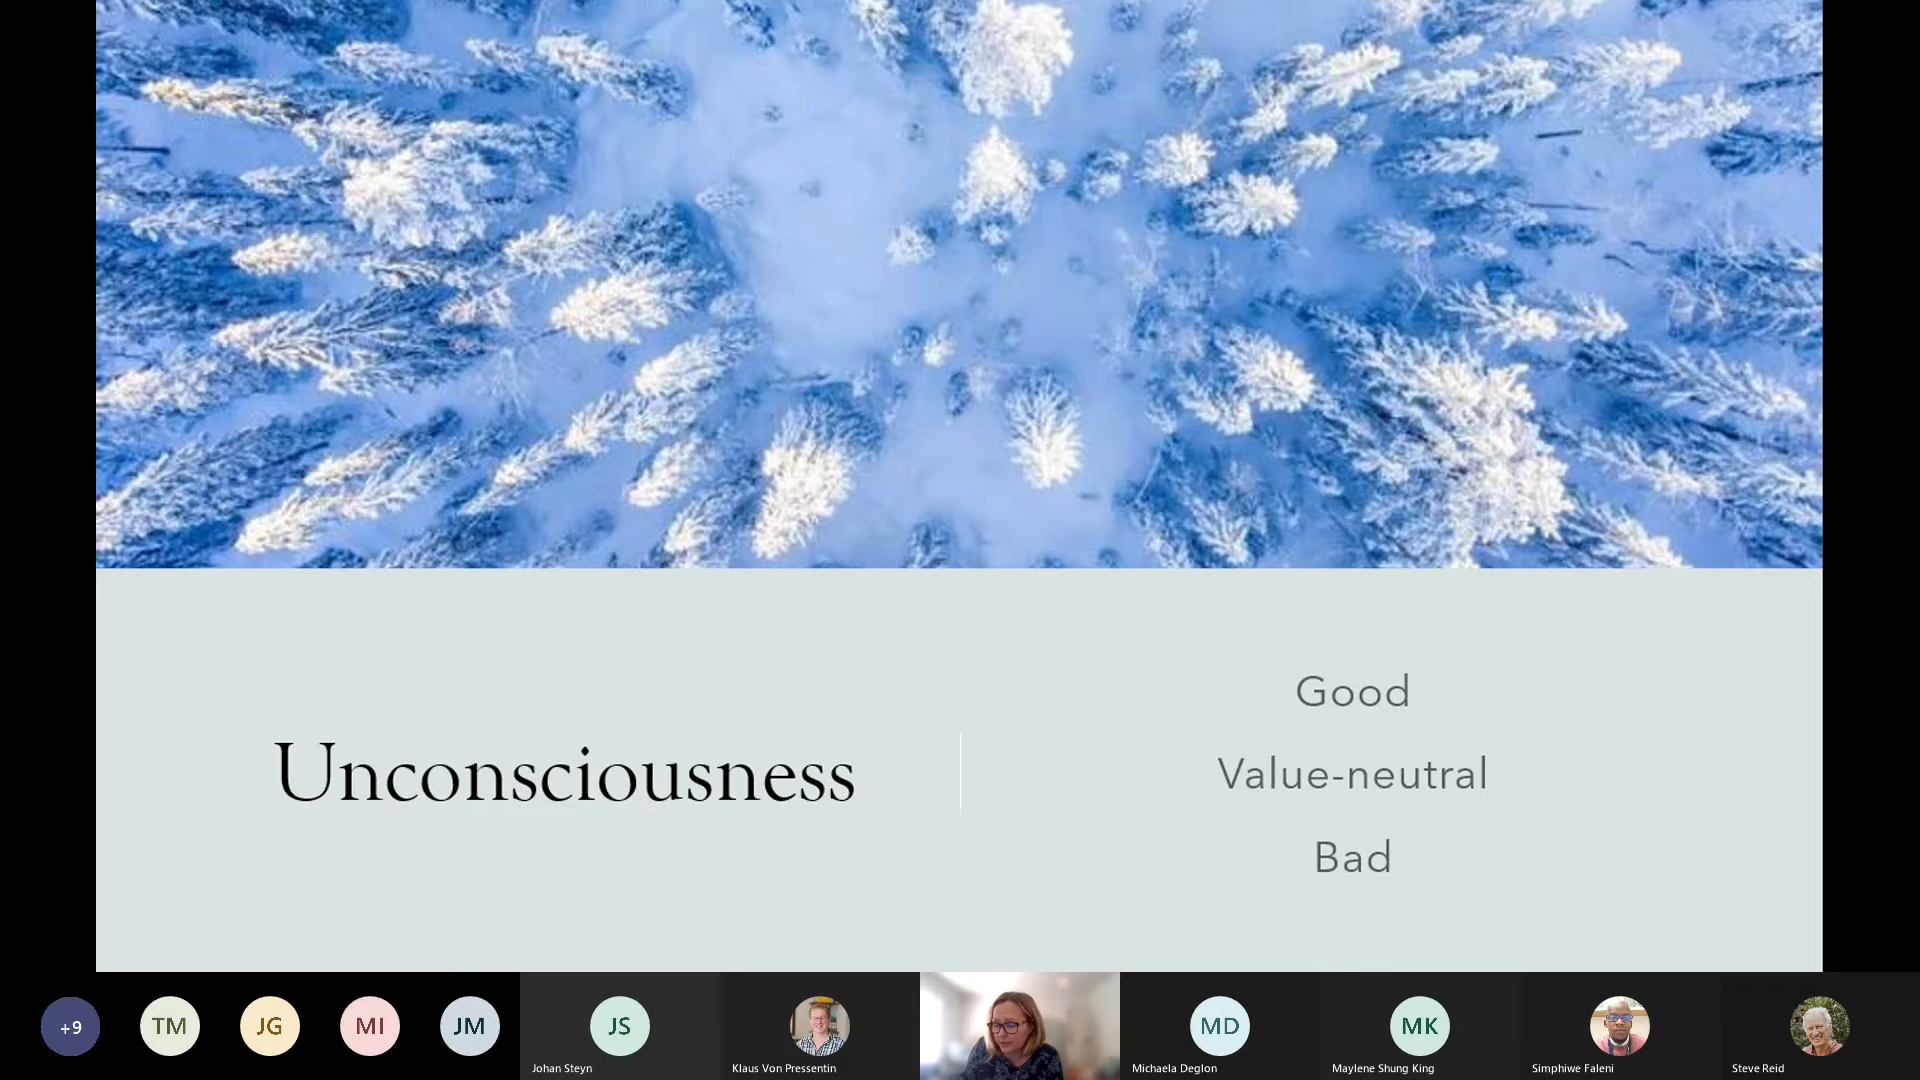 Unconsciousness
Good
Value-neutral
Bad
+9
TM
JG
MI
JM
JS
Johan Steyn
Klaus Von Pressentin
MD
Michaela Deglon
MK
Maylene Shung King
Simphiwe Faleni
Steve Reid